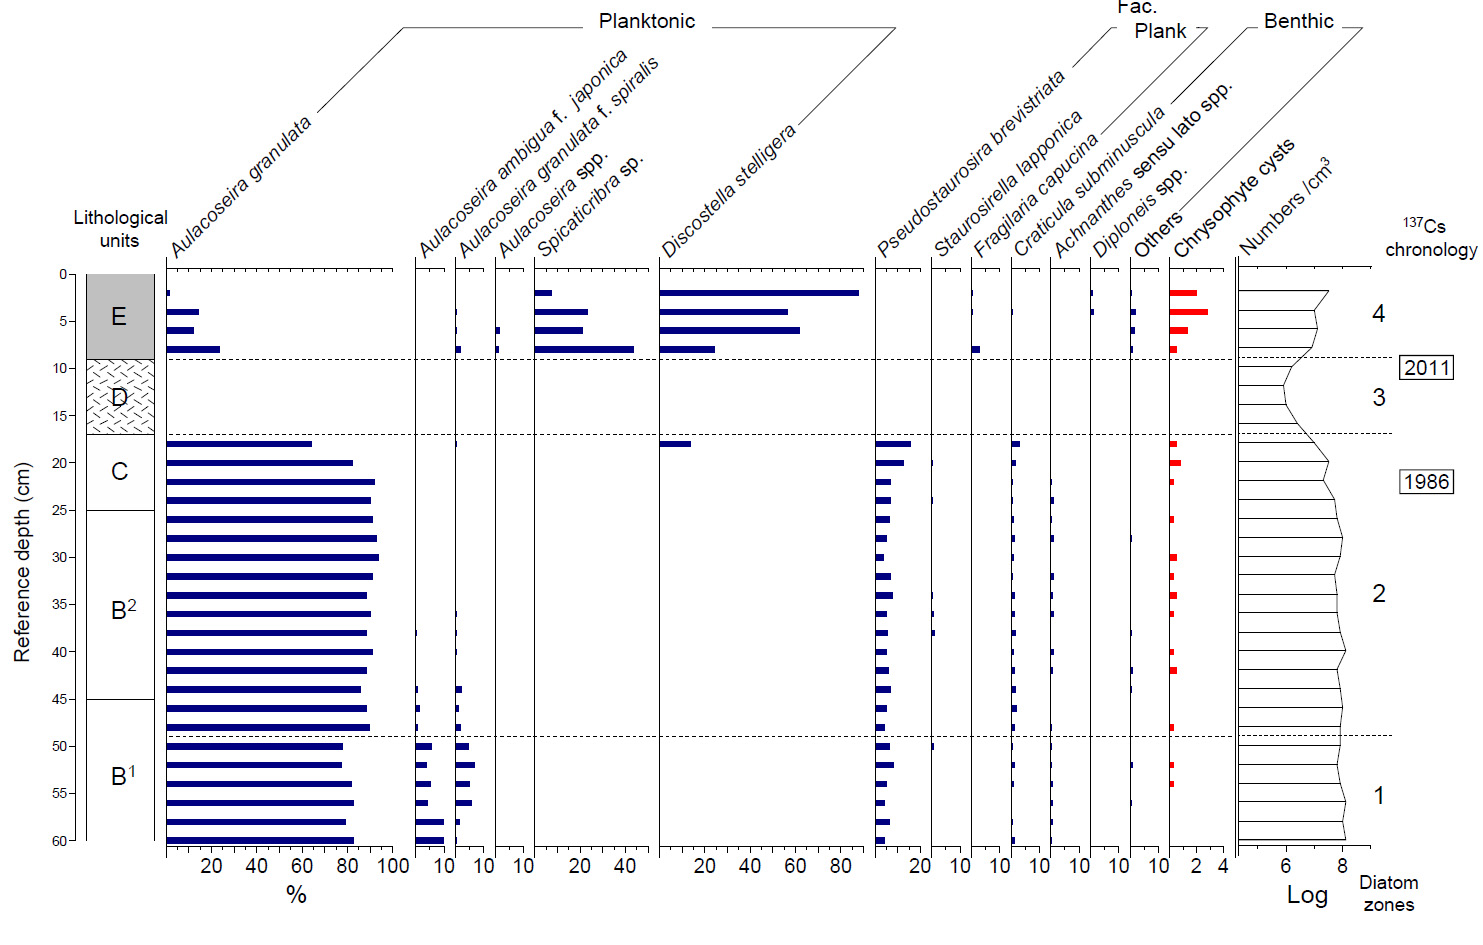 Fac.
Planktonic
Plank
Benthic
Aulacoseira granulata
Aulacoseira ambigua f. japonica
Aulacoseira granulata f. spiralis
Aulacoseira spp.
Spicaticribra sp.
Discostella stelligera
Pseudostaurosira brevistriata
Staurosirella lapponica
Fragilaria capucina
Craticula subminuscula
Achnanthes sensu lato spp.
Diploneis spp.
Others
Chrysophyte cysts
Numbers /cm3
Lithological
units
137Cs
chronology
Reference depth (cm)
0
5
10
15
20
25
30
35
40
45
50
55
60
E
D
C
B2
B1
4
3
2
1
2011
1986
20 40 60 80 100 10 10 10 20 40 20 40 60 80 20 10 10 10 10 10 10 2 4 6 8
%
Log
Diatom
zones